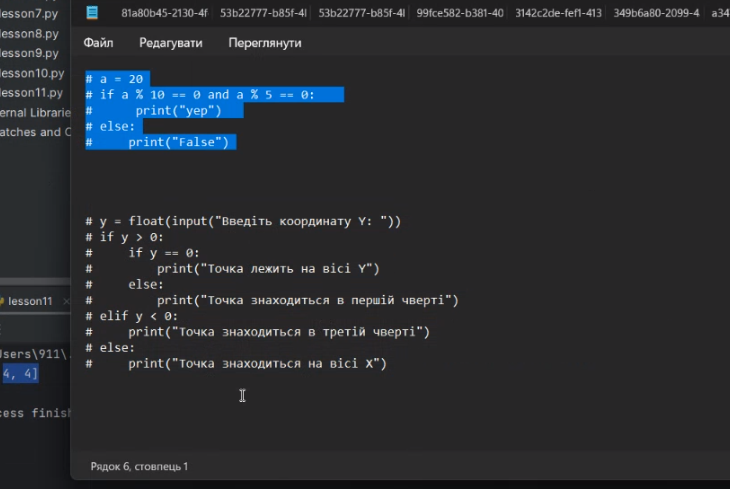 lesson7.py
lesson8.py
lesson9.py
lesson10.py
lesson11.py
81a80b45-2130-4f 53b22777-b85f-4l 53b22777-b85f-4l 99fce582-b381-40 3142c2de-fef1-413 349b6a80-2099-4 a34
Файл Редагувати Переглянути
# a = 20
# if a % 10 == 0 and a % 5 == 0:
#      print("yep")
# else:
#     print("False")
# y = float(input("Введіть координату Y: "))
# if y > 0:
#     if y == 0:
#         print("Точка лежить на вісі Y")
#     else:
#         print("Точка знаходиться в першій чверті")
# elif y < 0:
#     print("Точка знаходиться в третій чверті")
# else:
#     print("Точка знаходиться на вісі X")
Рядок 6, стовпець 1
lesson11
sers\911\.
4, 4]
cess finish